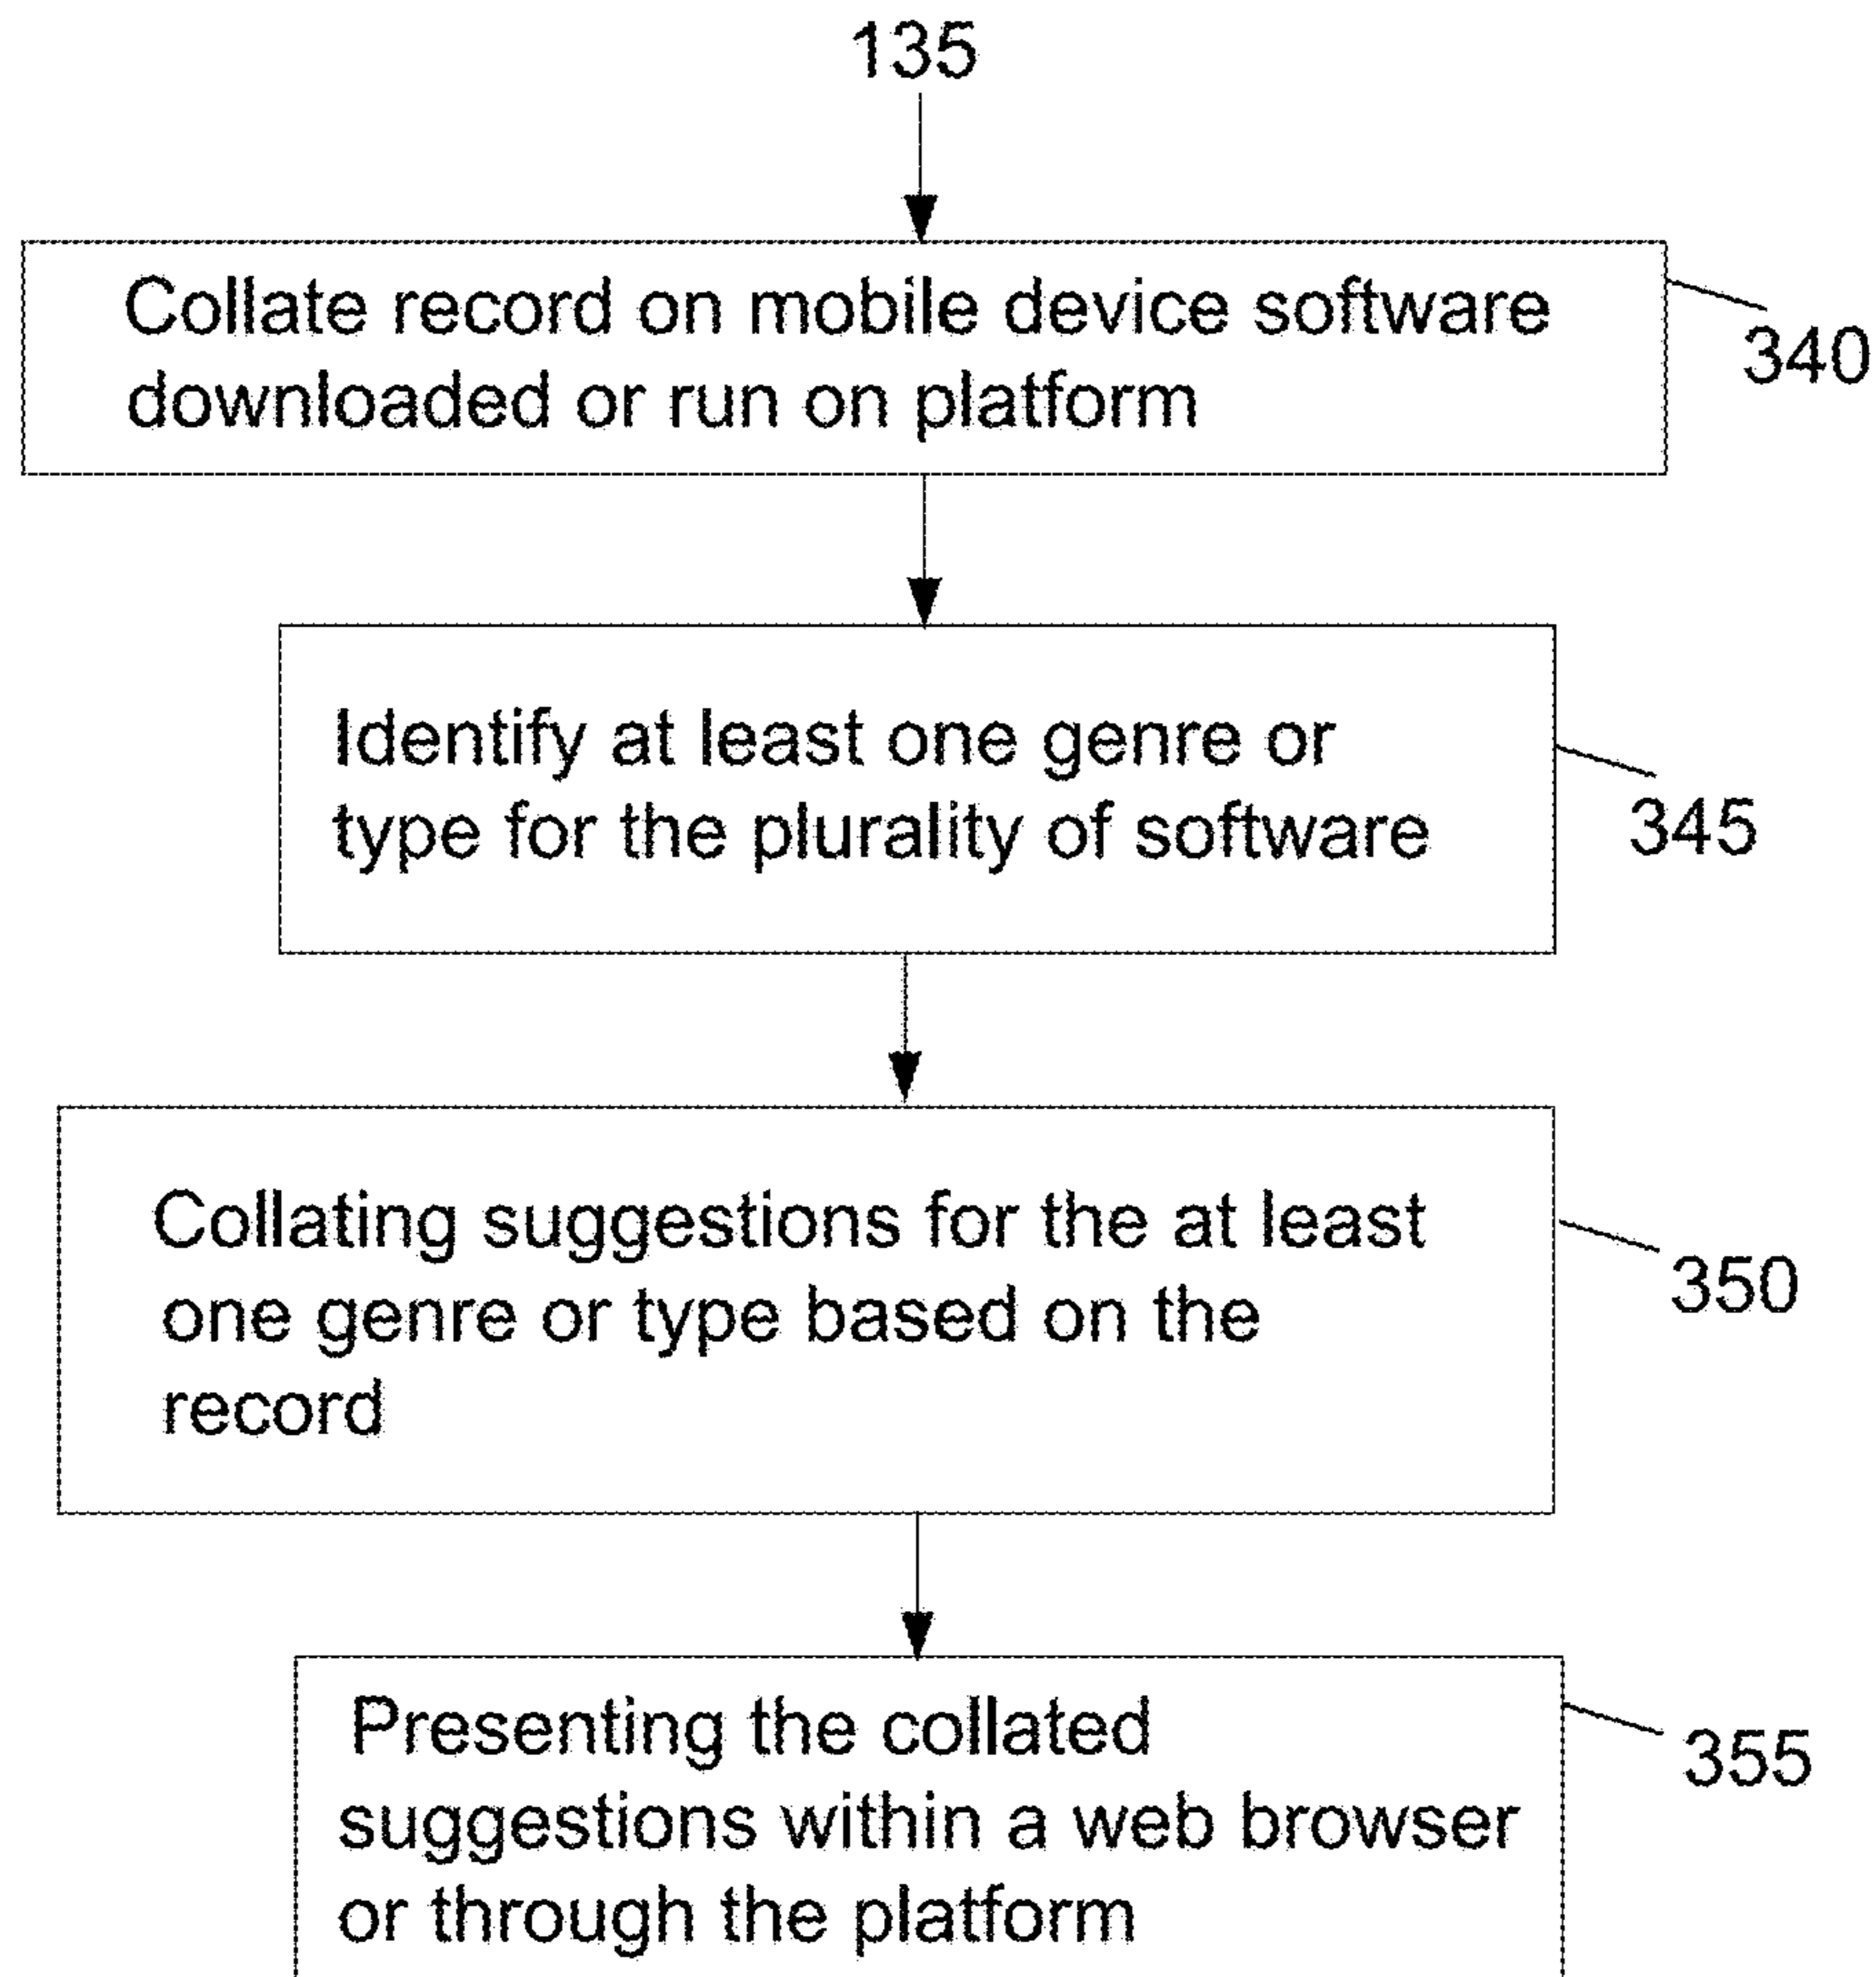 135
Collate record on mobile device software
downloaded or run on platform
340
Identify at least one genre or
type for the plurality of software
345
Collating suggestions for the at least
one genre or type based on the
record
350
Presenting the collated
suggestions within a web browser
or through the platform
355